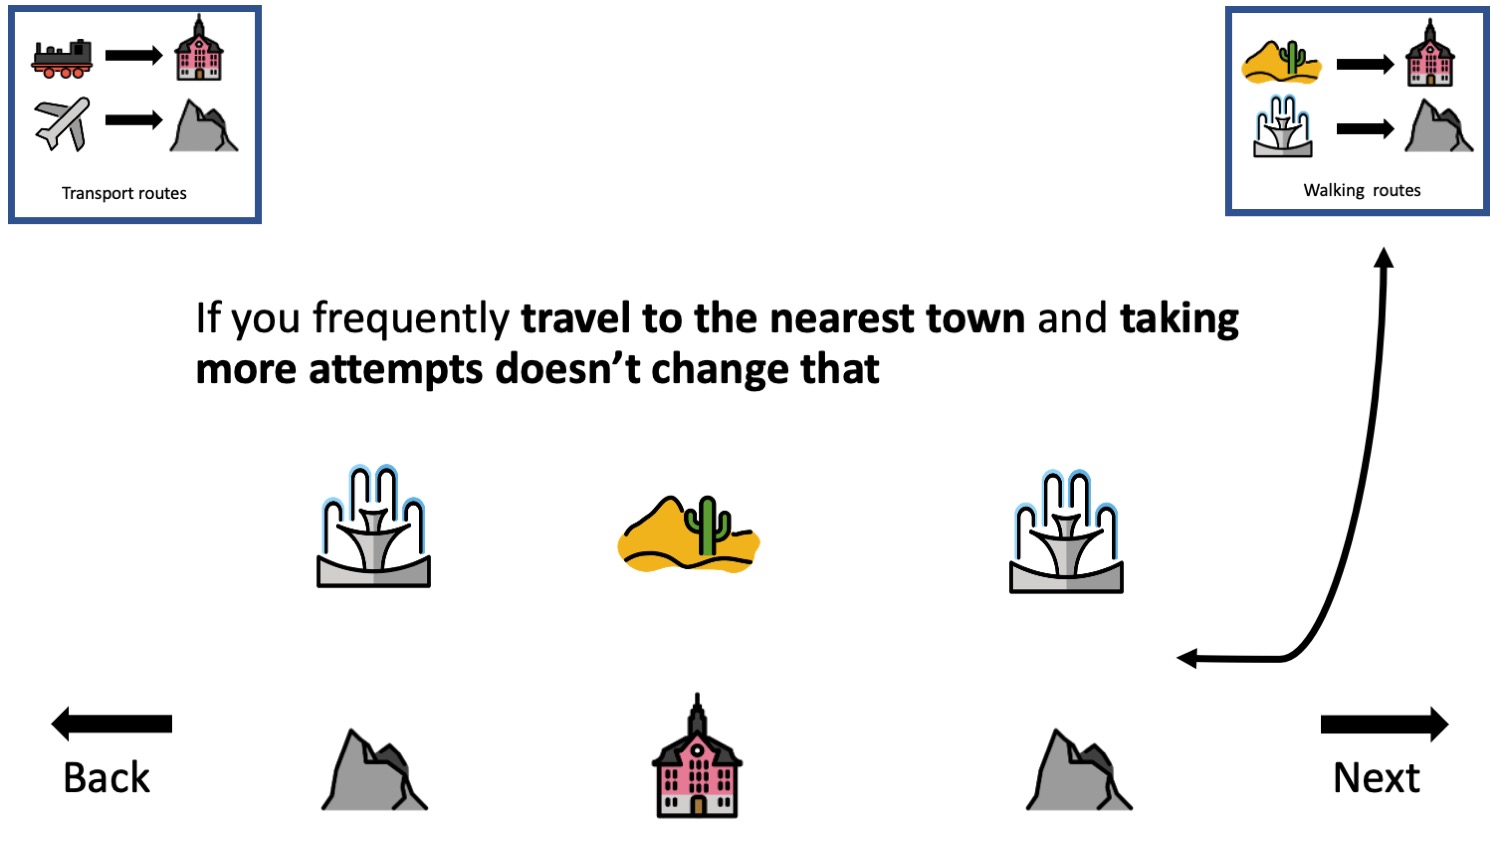 Transport routes
Walking routes
If you frequently travel to the nearest town and taking
more attempts doesn’t change that
Back
Next